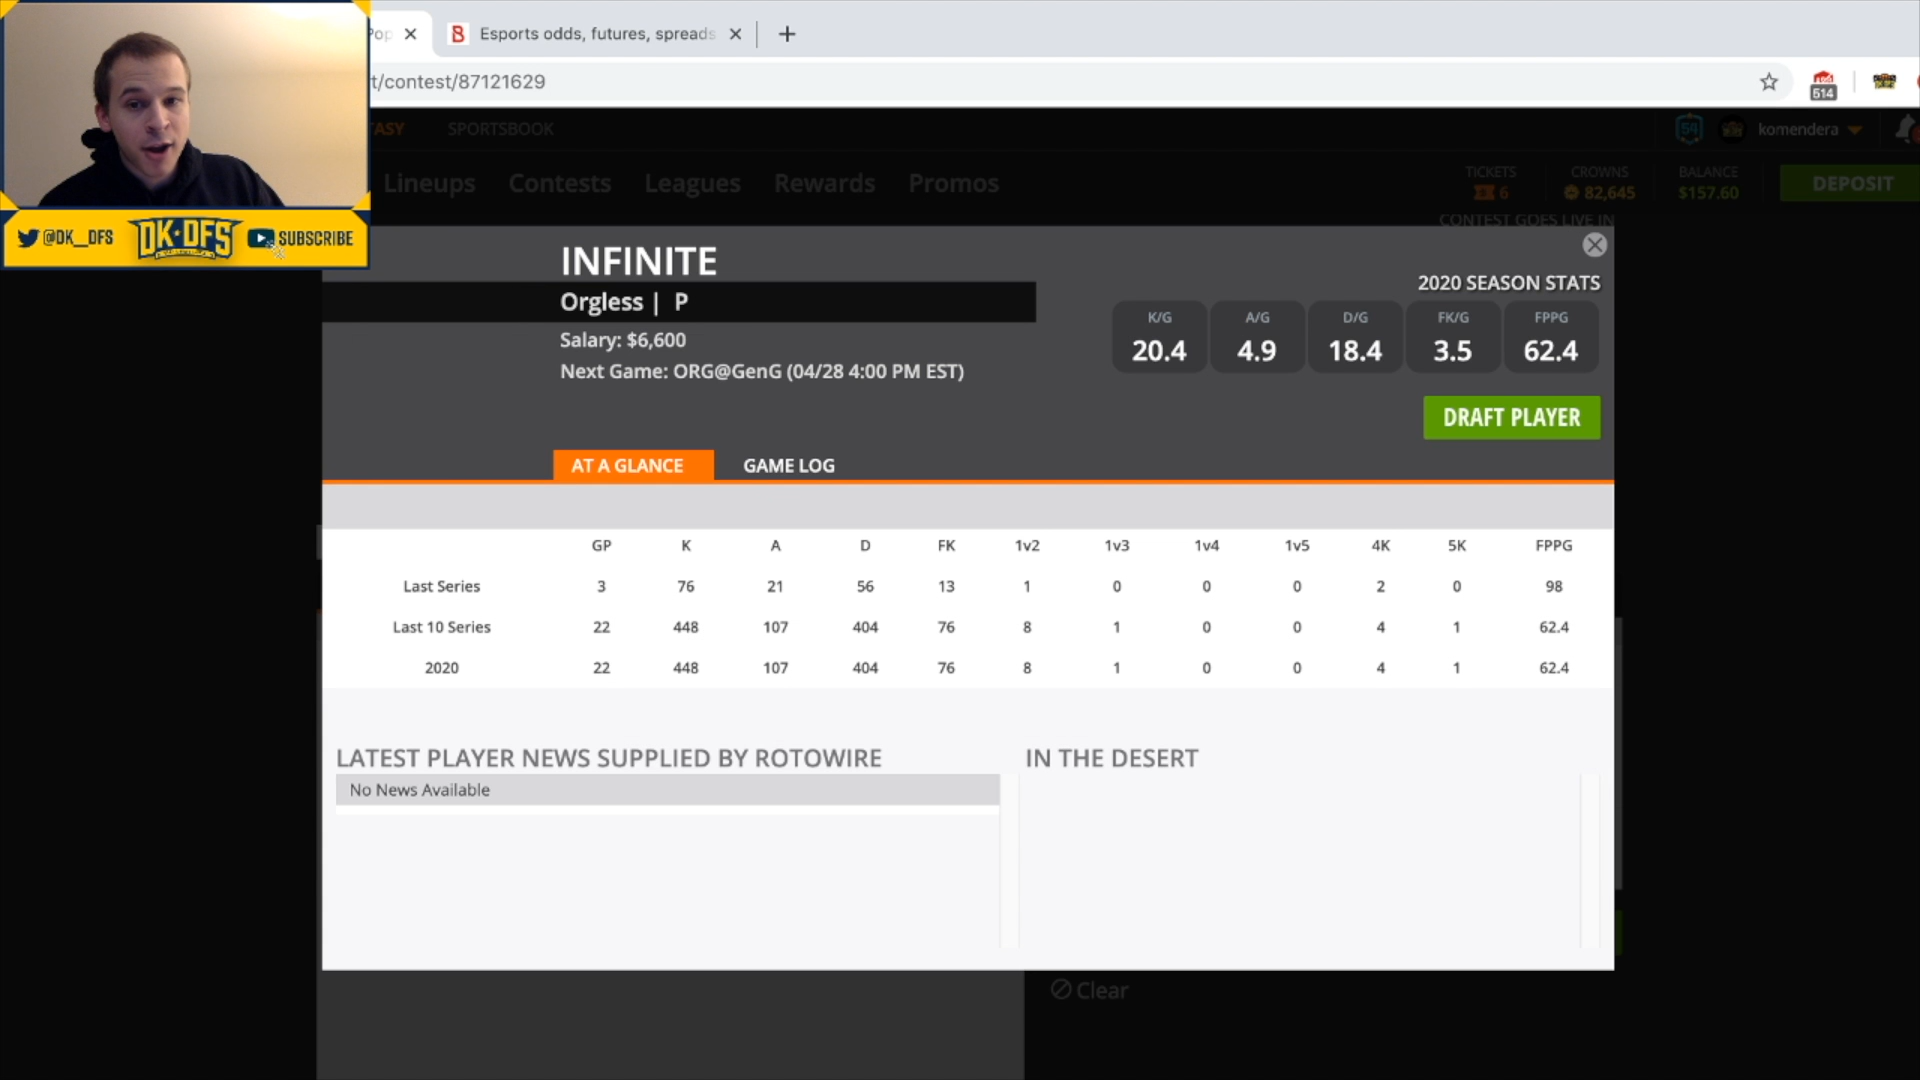 Pop
Esports odds, futures, spreads
t/contest/87121629
614
TASY
SPORTSBOOK
54
komendera
Lineups
Contests
Leagues
Rewards
Promos
TICKETS
6
CROWNS
82,645
BALANCE
$157.60
DEPOSIT
CONTEST GOES LIVE IN
@DK__DFS
DK★DFS
SUBSCRIBE
INFINITE
Orgless | P
Salary: $6,600
Next Game: ORG@GenG (04/28 4:00 PM EST)
2020 SEASON STATS
K/G A/G D/G FK/G FPPG
20.4 4.9 18.4 3.5 62.4
DRAFT PLAYER
AT A GLANCE
GAME LOG
GP K A D FK 1v2 1v3 1v4 1v5 4K 5K FPPG
Last Series 3 76 21 56 13 1 0 0 0 2 0 98
Last 10 Series 22 448 107 404 76 8 1 0 0 4 1 62.4
2020 22 448 107 404 76 8 1 0 0 4 1 62.4
LATEST PLAYER NEWS SUPPLIED BY ROTOWIRE
No News Available
IN THE DESERT
Clear